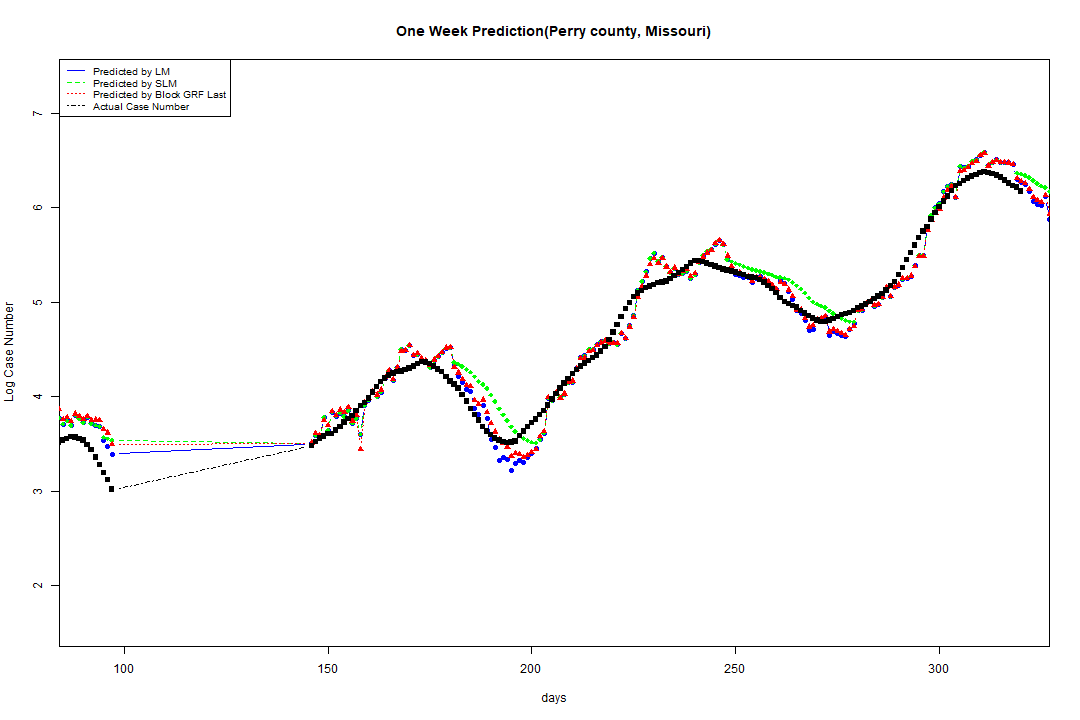 One Week Prediction(Perry county, Missouri)
Predicted by LM
Predicted by SLM
Predicted by Block GRF Last
Actual Case Number
7
6
5
4
3
2
Log Case Number
100 150 200 250 300
days